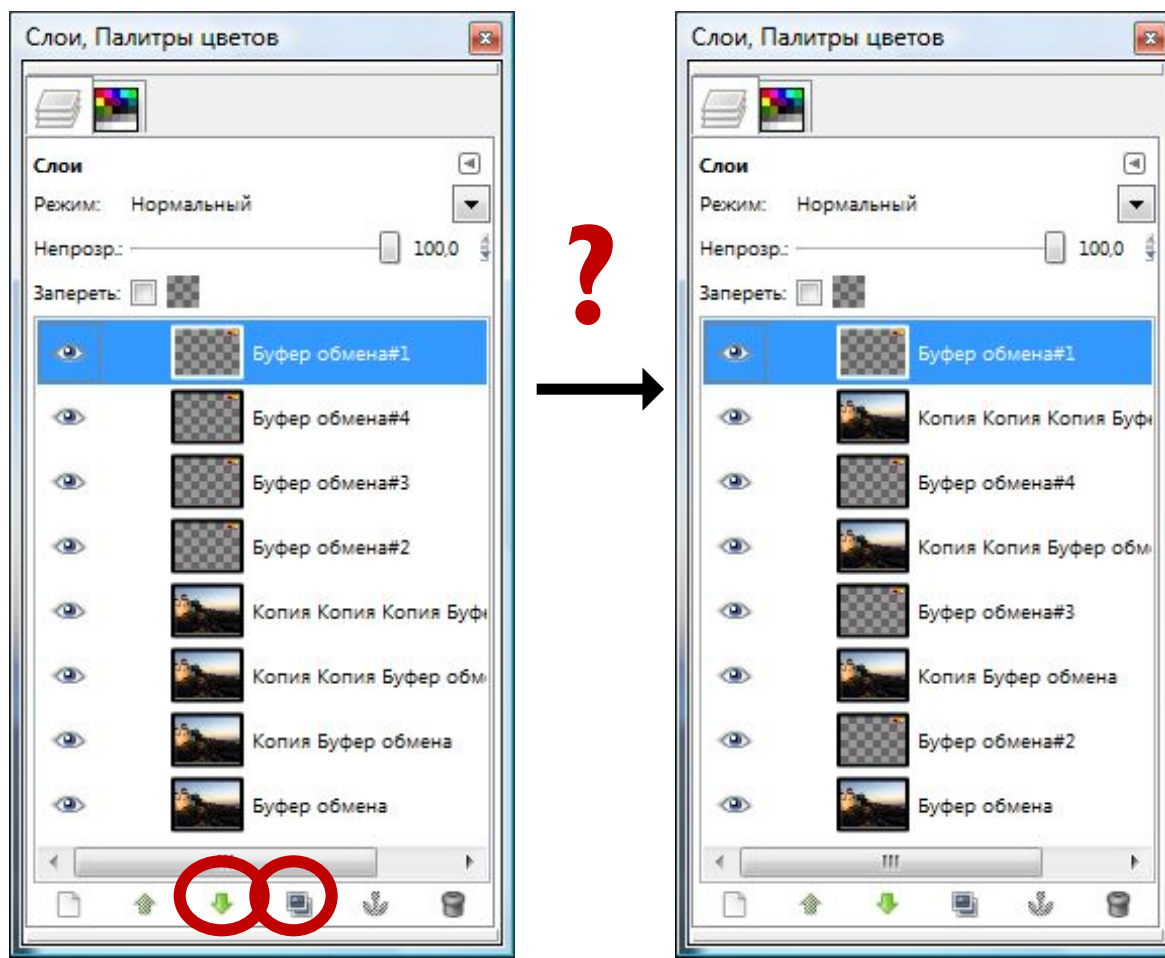 Слои, Палитры цветов
Слои
Режим: Нормальный
Непрозр.: 100,0
Запереть:
Буфер обмена#1
Буфер обмена#4
Буфер обмена#3
Буфер обмена#2
Копия Копия Копия Буфе
Копия Копия Буфер обм
Копия Буфер обмена
Буфер обмена
?
Слои, Палитры цветов
Слои
Режим: Нормальный
Непрозр.: 100,0
Запереть:
Буфер обмена#1
Копия Копия Копия Буфе
Буфер обмена#4
Копия Копия Буфер обм
Буфер обмена#3
Копия Буфер обмена
Буфер обмена#2
Буфер обмена